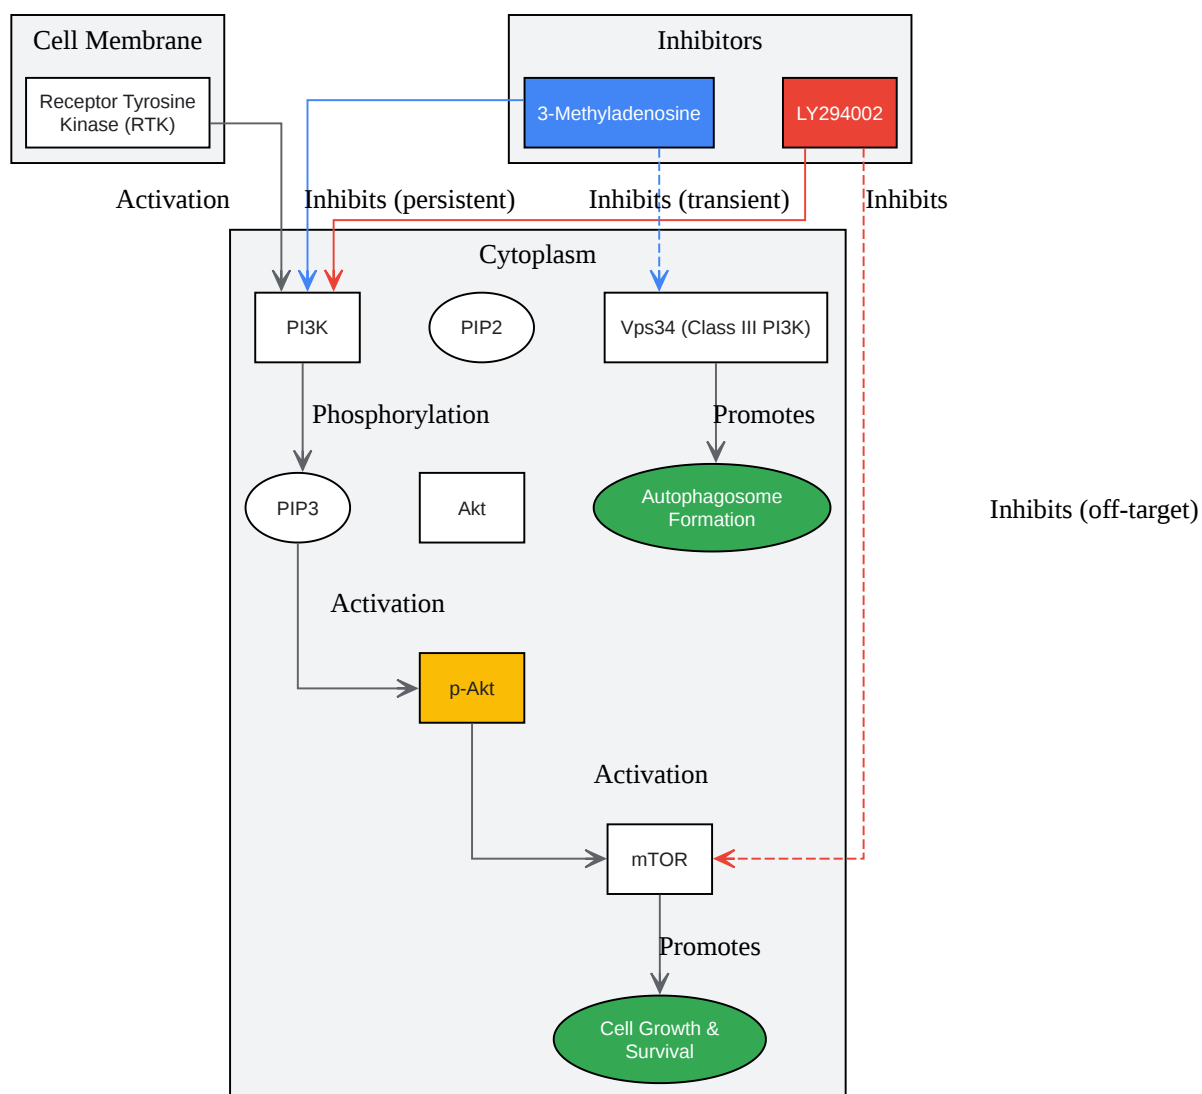 Cell Membrane
Inhibitors
Receptor Tyrosine
Kinase (RTK)
3-Methyladenosine
LY294002
Activation
Inhibits (persistent)
Inhibits (transient)
Inhibits
Cytoplasm
PI3K
PIP2
Vps34 (Class III PI3K)
Phosphorylation
Promotes
PIP3
Akt
Autophagosome
Formation
Inhibits (off-target)
Activation
p-Akt
Activation
mTOR
Promotes
Cell Growth &
Survival